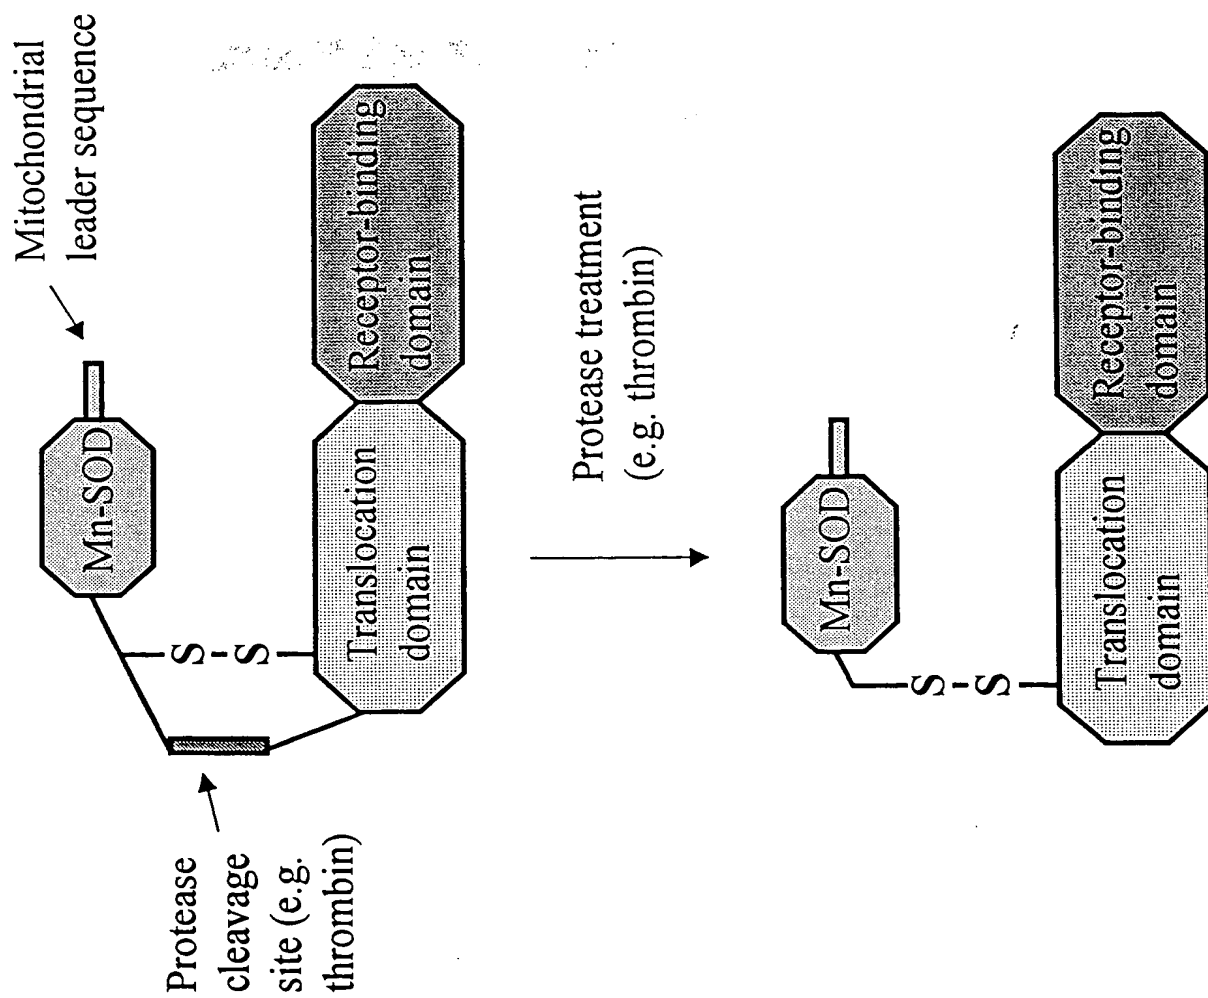 Mitochondrial
leader sequence
Mn-SOD
S
S
Protease
cleavage
site (e.g.
thrombin)
Translocation
domain
Receptor-binding
domain
Protease treatment
(e.g. thrombin)
Mn-SOD
S
S
Translocation
domain
Receptor-binding
domain